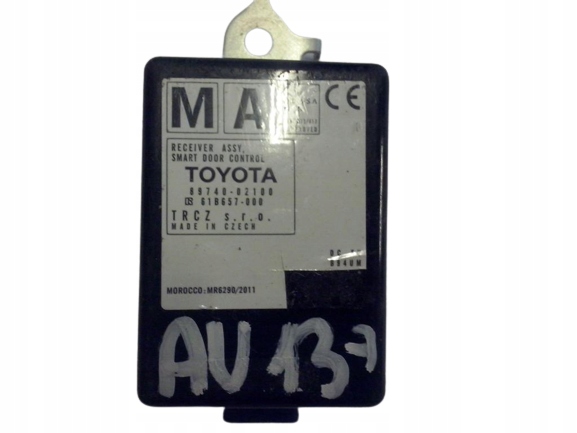 MA CE
RECEIVER ASSY,
SMART DOOR CONTROL
TOYOTA
89740-02100
61B657-000
TRCZ s.r.o.
MADE IN CZECH
MOROCCO:MR6290/2011
AV 137